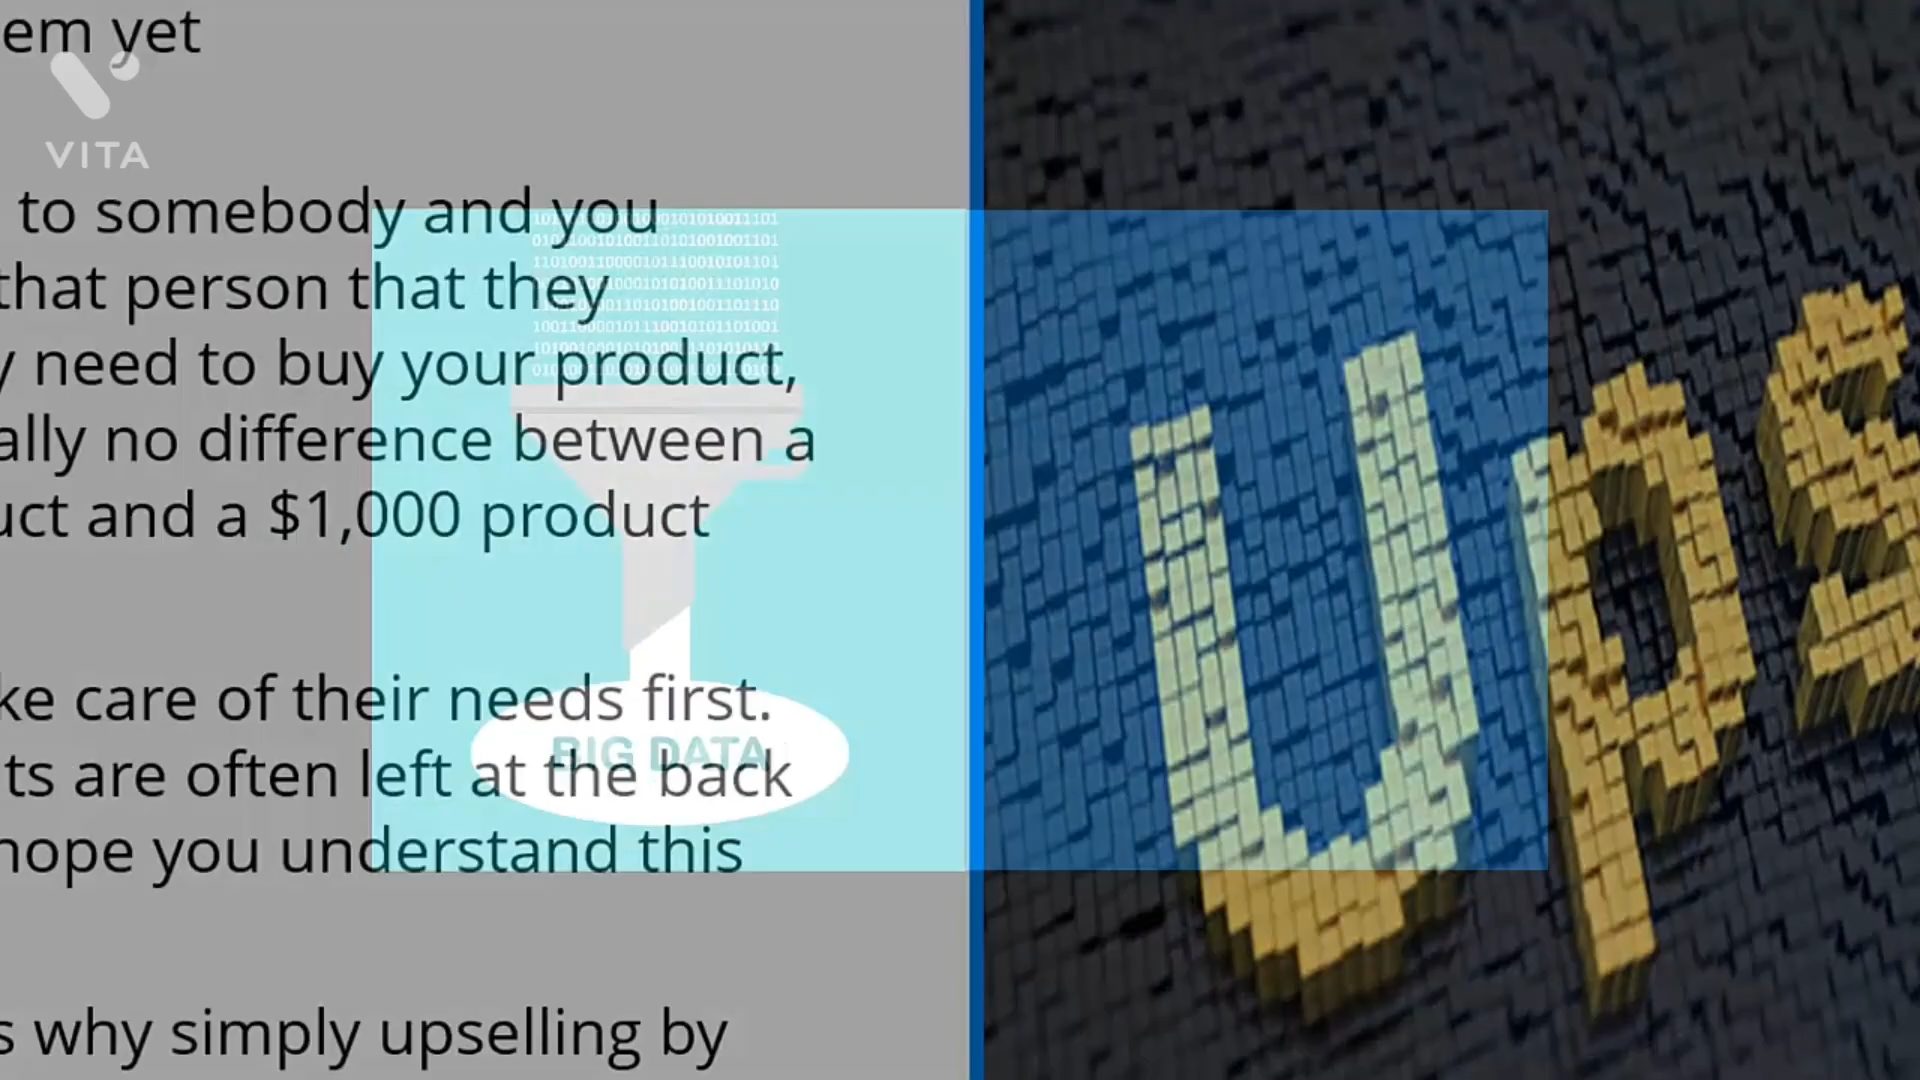 em yet
VITA
to somebody and you
that person that they
y need to buy your product,
ally no difference between a
uct and a $1,000 product
ke care of their needs first.
ts are often left at the back
hope you understand this
s why simply upselling by
BIG DATA
Ups